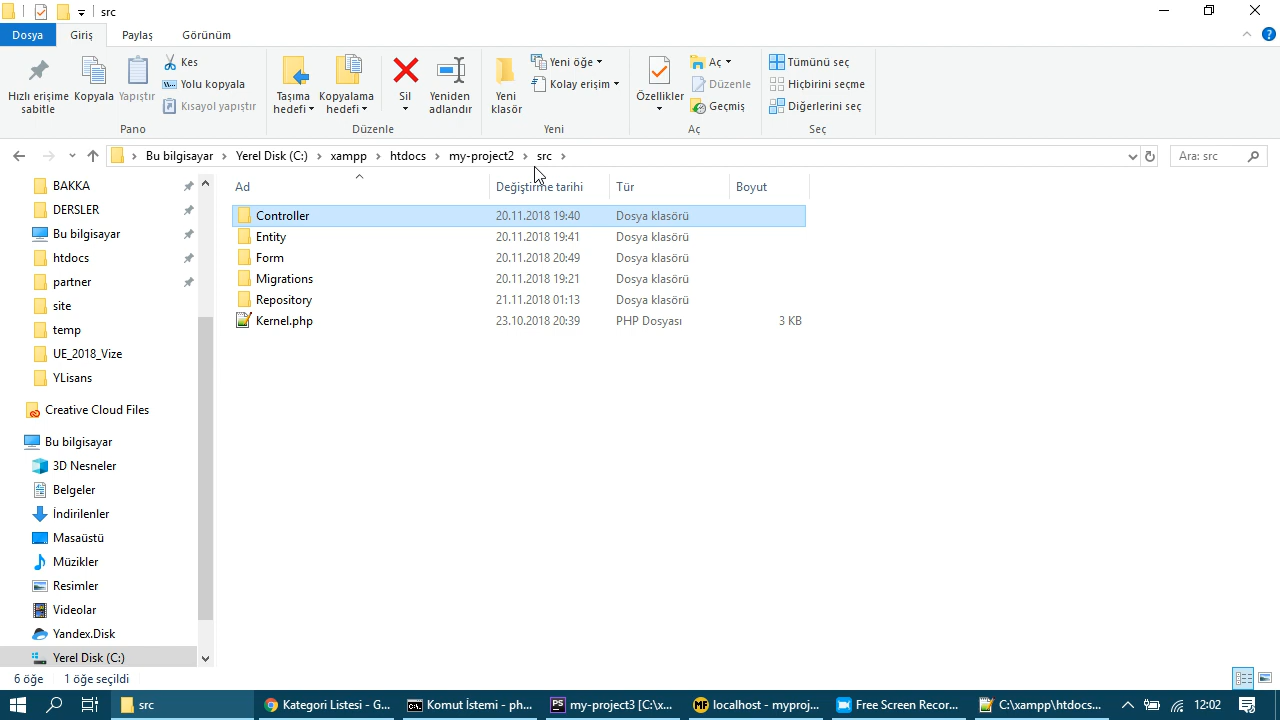 src
Dosya Giriş Paylaş Görünüm
Hızlı erişime sabitle
Kopyala
Yapıştır
Kes
Yolu kopyala
Kısayol yapıştır
Pano
Taşıma hedefi
Kopyalama hedefi
Sil
Yeniden adlandır
Düzenle
Yeni klasör
Yeni öğe
Kolay erişim
Yeni
Özellikler
Aç
Düzenle
Geçmiş
Aç
Tümünü seç
Hiçbirini seçme
Diğerlerini seç
Seç
Bu bilgisayar Yerel Disk (C:) xampp htdocs my-project2 src
Ara: src
BAKKA
DERSLER
Bu bilgisayar
htdocs
partner
site
temp
UE_2018_Vize
YLisans
Creative Cloud Files
Bu bilgisayar
3D Nesneler
Belgeler
İndirilenler
Masaüstü
Müzikler
Resimler
Videolar
Yandex.Disk
Yerel Disk (C:)
Ad Değiştirme tarihi Tür Boyut
Controller 20.11.2018 19:40 Dosya klasörü
Entity 20.11.2018 19:41 Dosya klasörü
Form 20.11.2018 20:49 Dosya klasörü
Migrations 20.11.2018 19:21 Dosya klasörü
Repository 21.11.2018 01:13 Dosya klasörü
Kernel.php 23.10.2018 20:39 PHP Dosyası 3 KB
6 öğe 1 öğe seçildi
src
Kategori Listesi - G...
Komut İstemi - ph...
PS my-project3 [C:\x...
MF localhost - myproj...
Free Screen Recor...
C:\xampp\htdocs...
12:02